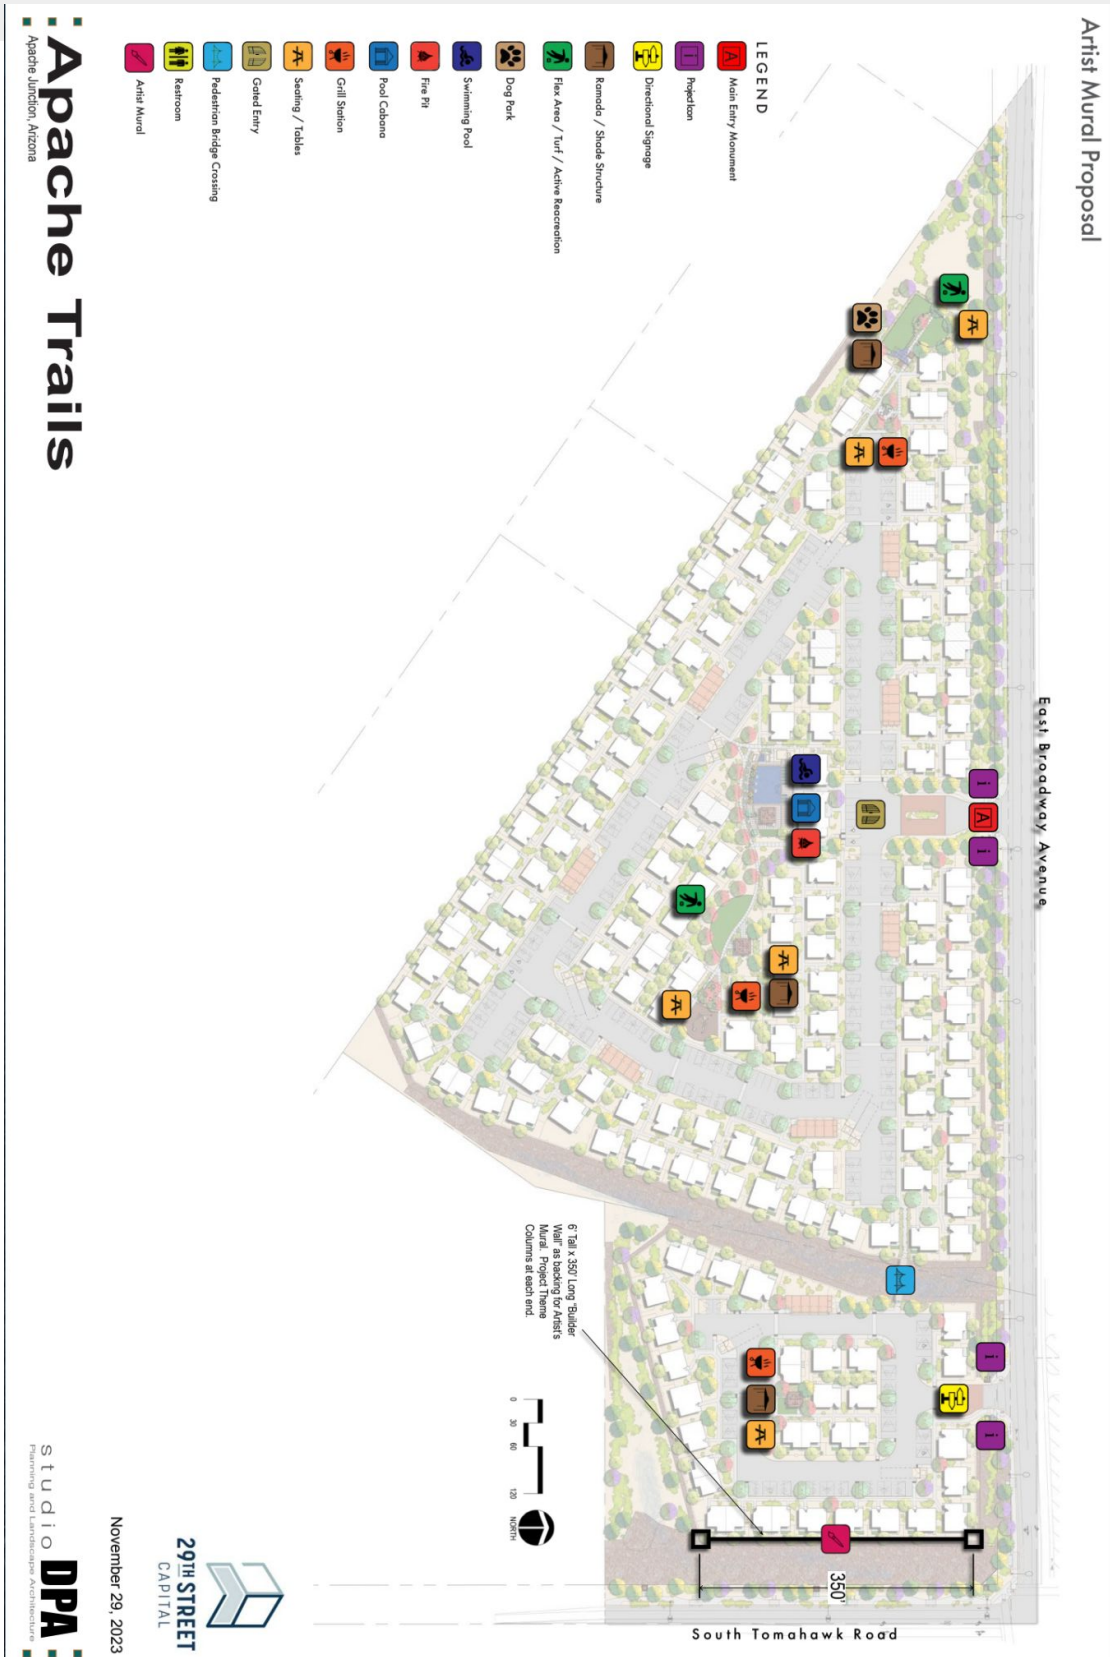 Artist Mural Proposal
LEGEND
A
Main Entry Monument
i
Project Icon
Directional Signage
Ramada / Shade Structure
Flex Area / Turf / Active Reacreation
Dog Park
Swimming Pool
Fire Pit
Pool Cabana
Grill Station
Seating / Tables
Gated Entry
Pedestrian Bridge Crossing
Restroom
Artist Mural
East Broadway Avenue
i
A
i
i
i
6' Tall x 350' Long "Builder
Wall" as backing for Artist's
Mural. Project Theme
Columns at each end.
350'
South Tomahawk Road
0 30 60 120
NORTH
Apache Trails
Apache Junction, Arizona
29TH STREET
CAPITAL
November 29, 2023
studio DPA
Planning and Landscape Architecture